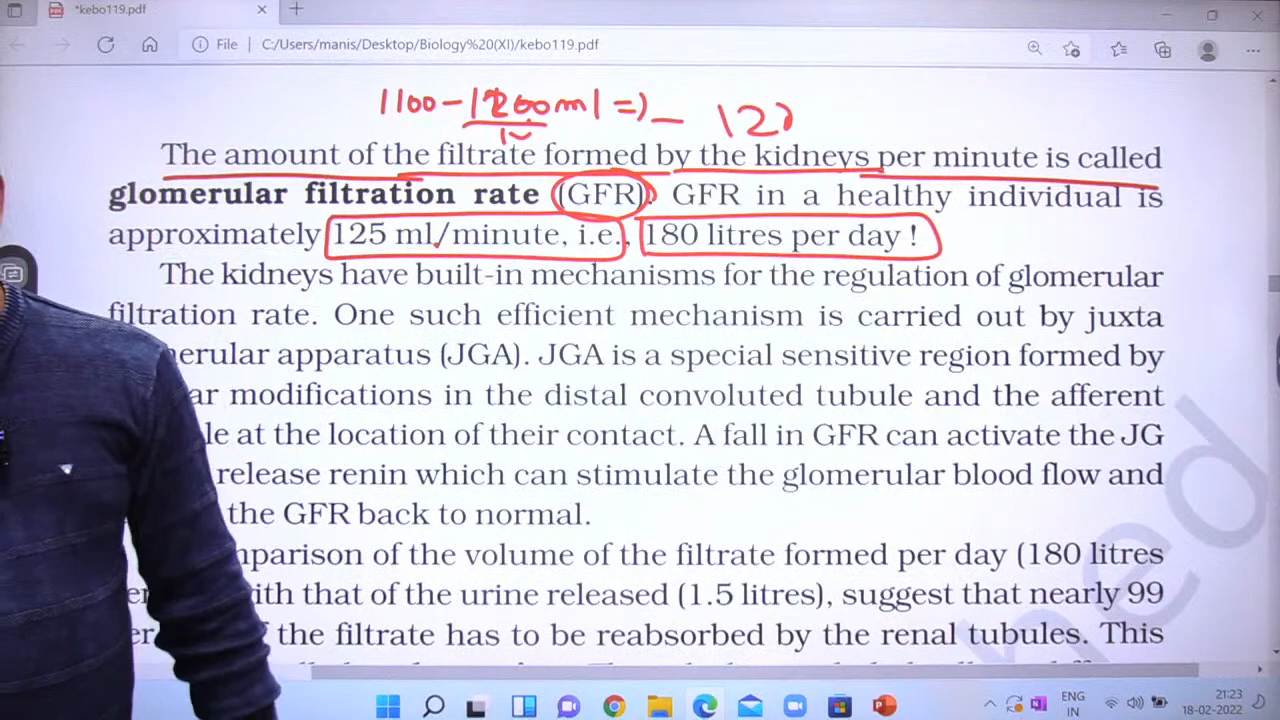 *kebo119.pdf
File | C:/Users/manis/Desktop/Biology%20(XI)/kebo119.pdf
1100 - 1200ml =) - 12
The amount of the filtrate formed by the kidneys per minute is called
glomerular filtration rate (GFR). GFR in a healthy individual is
approximately 125 ml/minute, i.e., 180 litres per day !
The kidneys have built-in mechanisms for the regulation of glomerular
filtration rate. One such efficient mechanism is carried out by juxta
erular apparatus (JGA). JGA is a special sensitive region formed by
ar modifications in the distal convoluted tubule and the afferent
le at the location of their contact. A fall in GFR can activate the JG
release renin which can stimulate the glomerular blood flow and
the GFR back to normal.
mparison of the volume of the filtrate formed per day (180 litres
er with that of the urine released (1.5 litres), suggest that nearly 99
er of the filtrate has to be reabsorbed by the renal tubules. This
ned
ENG
IN
21:23
18-02-2022